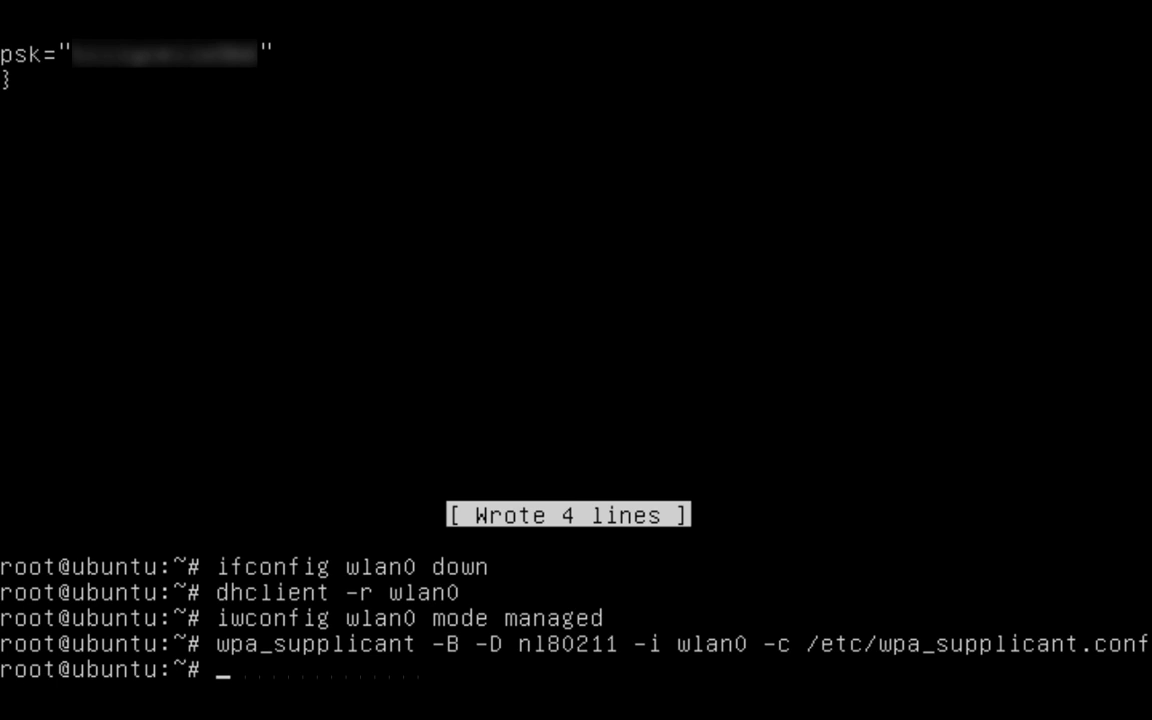 psk=" "
}
[ Wrote 4 lines ]
root@ubuntu:~# ifconfig wlan0 down
root@ubuntu:~# dhclient -r wlan0
root@ubuntu:~# iwconfig wlan0 mode managed
root@ubuntu:~# wpa_supplicant -B -D nl80211 -i wlan0 -c /etc/wpa_supplicant.conf
root@ubuntu:~# _